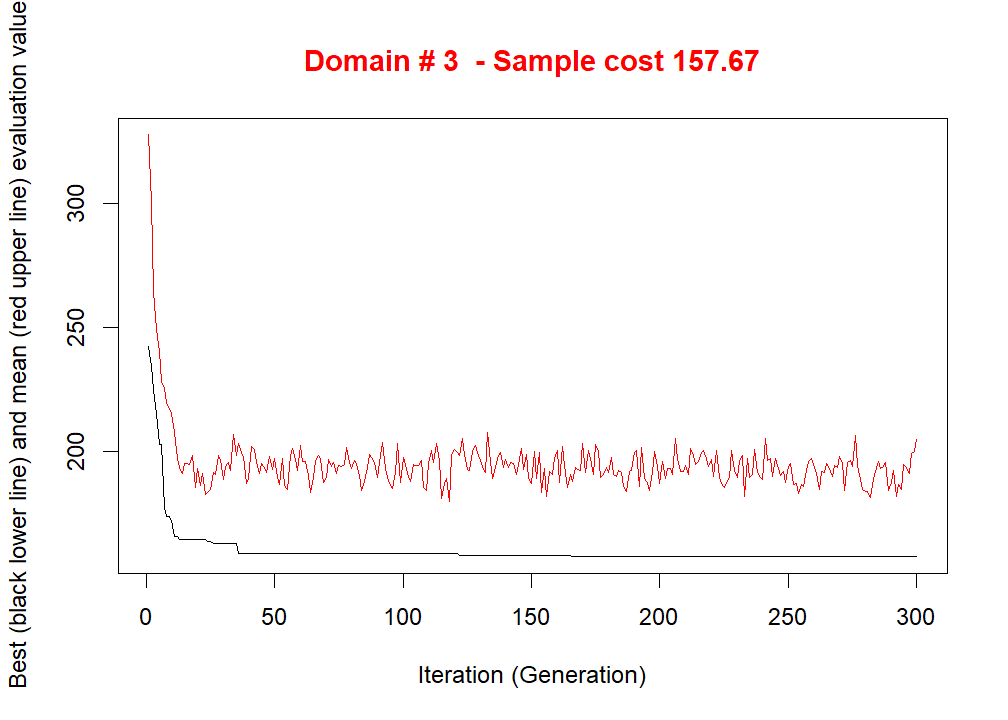 Domain # 3  - Sample cost 157.67
Best (black lower line) and mean (red upper line) evaluation value
300
250
200
0 50 100 150 200 250 300
Iteration (Generation)